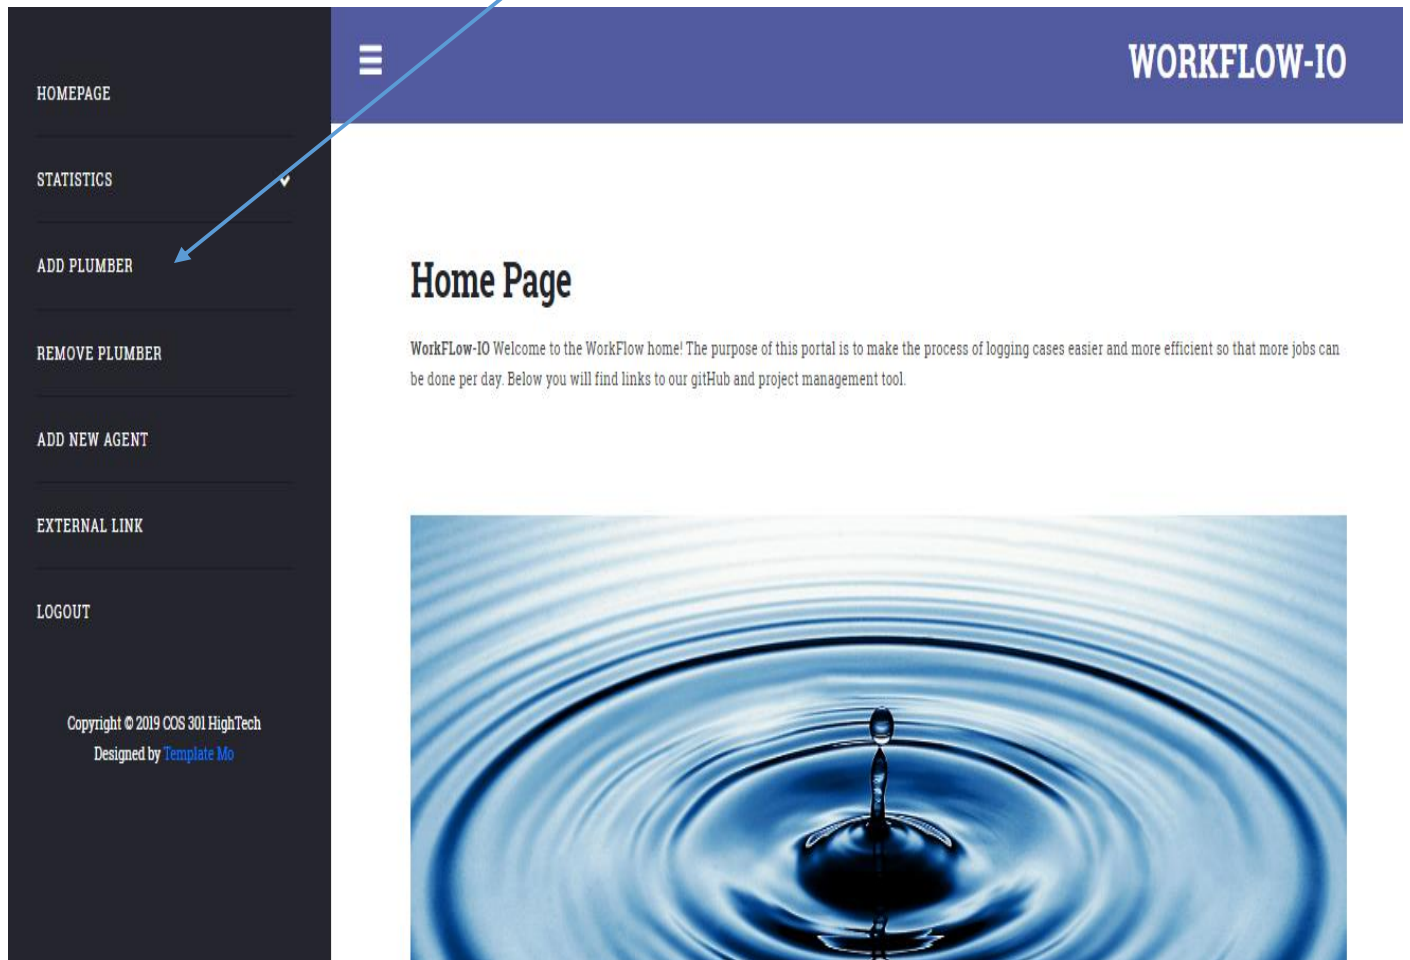 HOMEPAGE
STATISTICS
ADD PLUMBER
REMOVE PLUMBER
ADD NEW AGENT
EXTERNAL LINK
LOGOUT
Copyright © 2019 COS 301 HighTech
Designed by Template Mo
WORKFLOW-IO
Home Page
WorkFLow-IO Welcome to the WorkFlow home! The purpose of this portal is to make the process of logging cases easier and more efficient so that more jobs can
be done per day. Below you will find links to our gitHub and project management tool.